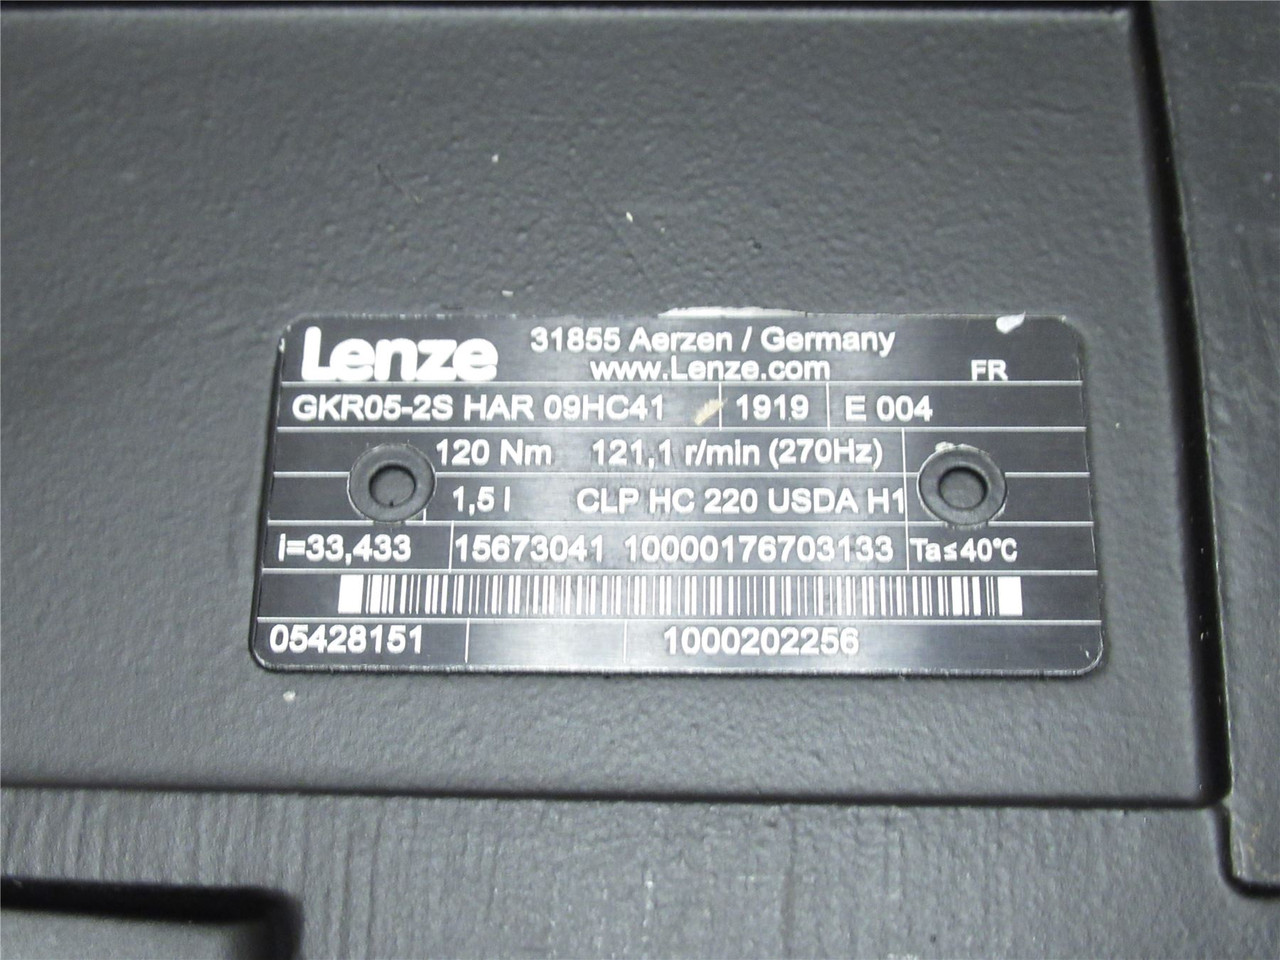 Lenze 31855 Aerzen / Germany
www.Lenze.com FR
GKR05-2S HAR 09HC41 1919 E 004
120 Nm 121,1 r/min (270Hz)
1,5 l CLP HC 220 USDA H1
i=33,433 15673041 10000176703133 Ta≤40°C
05428151 1000202256